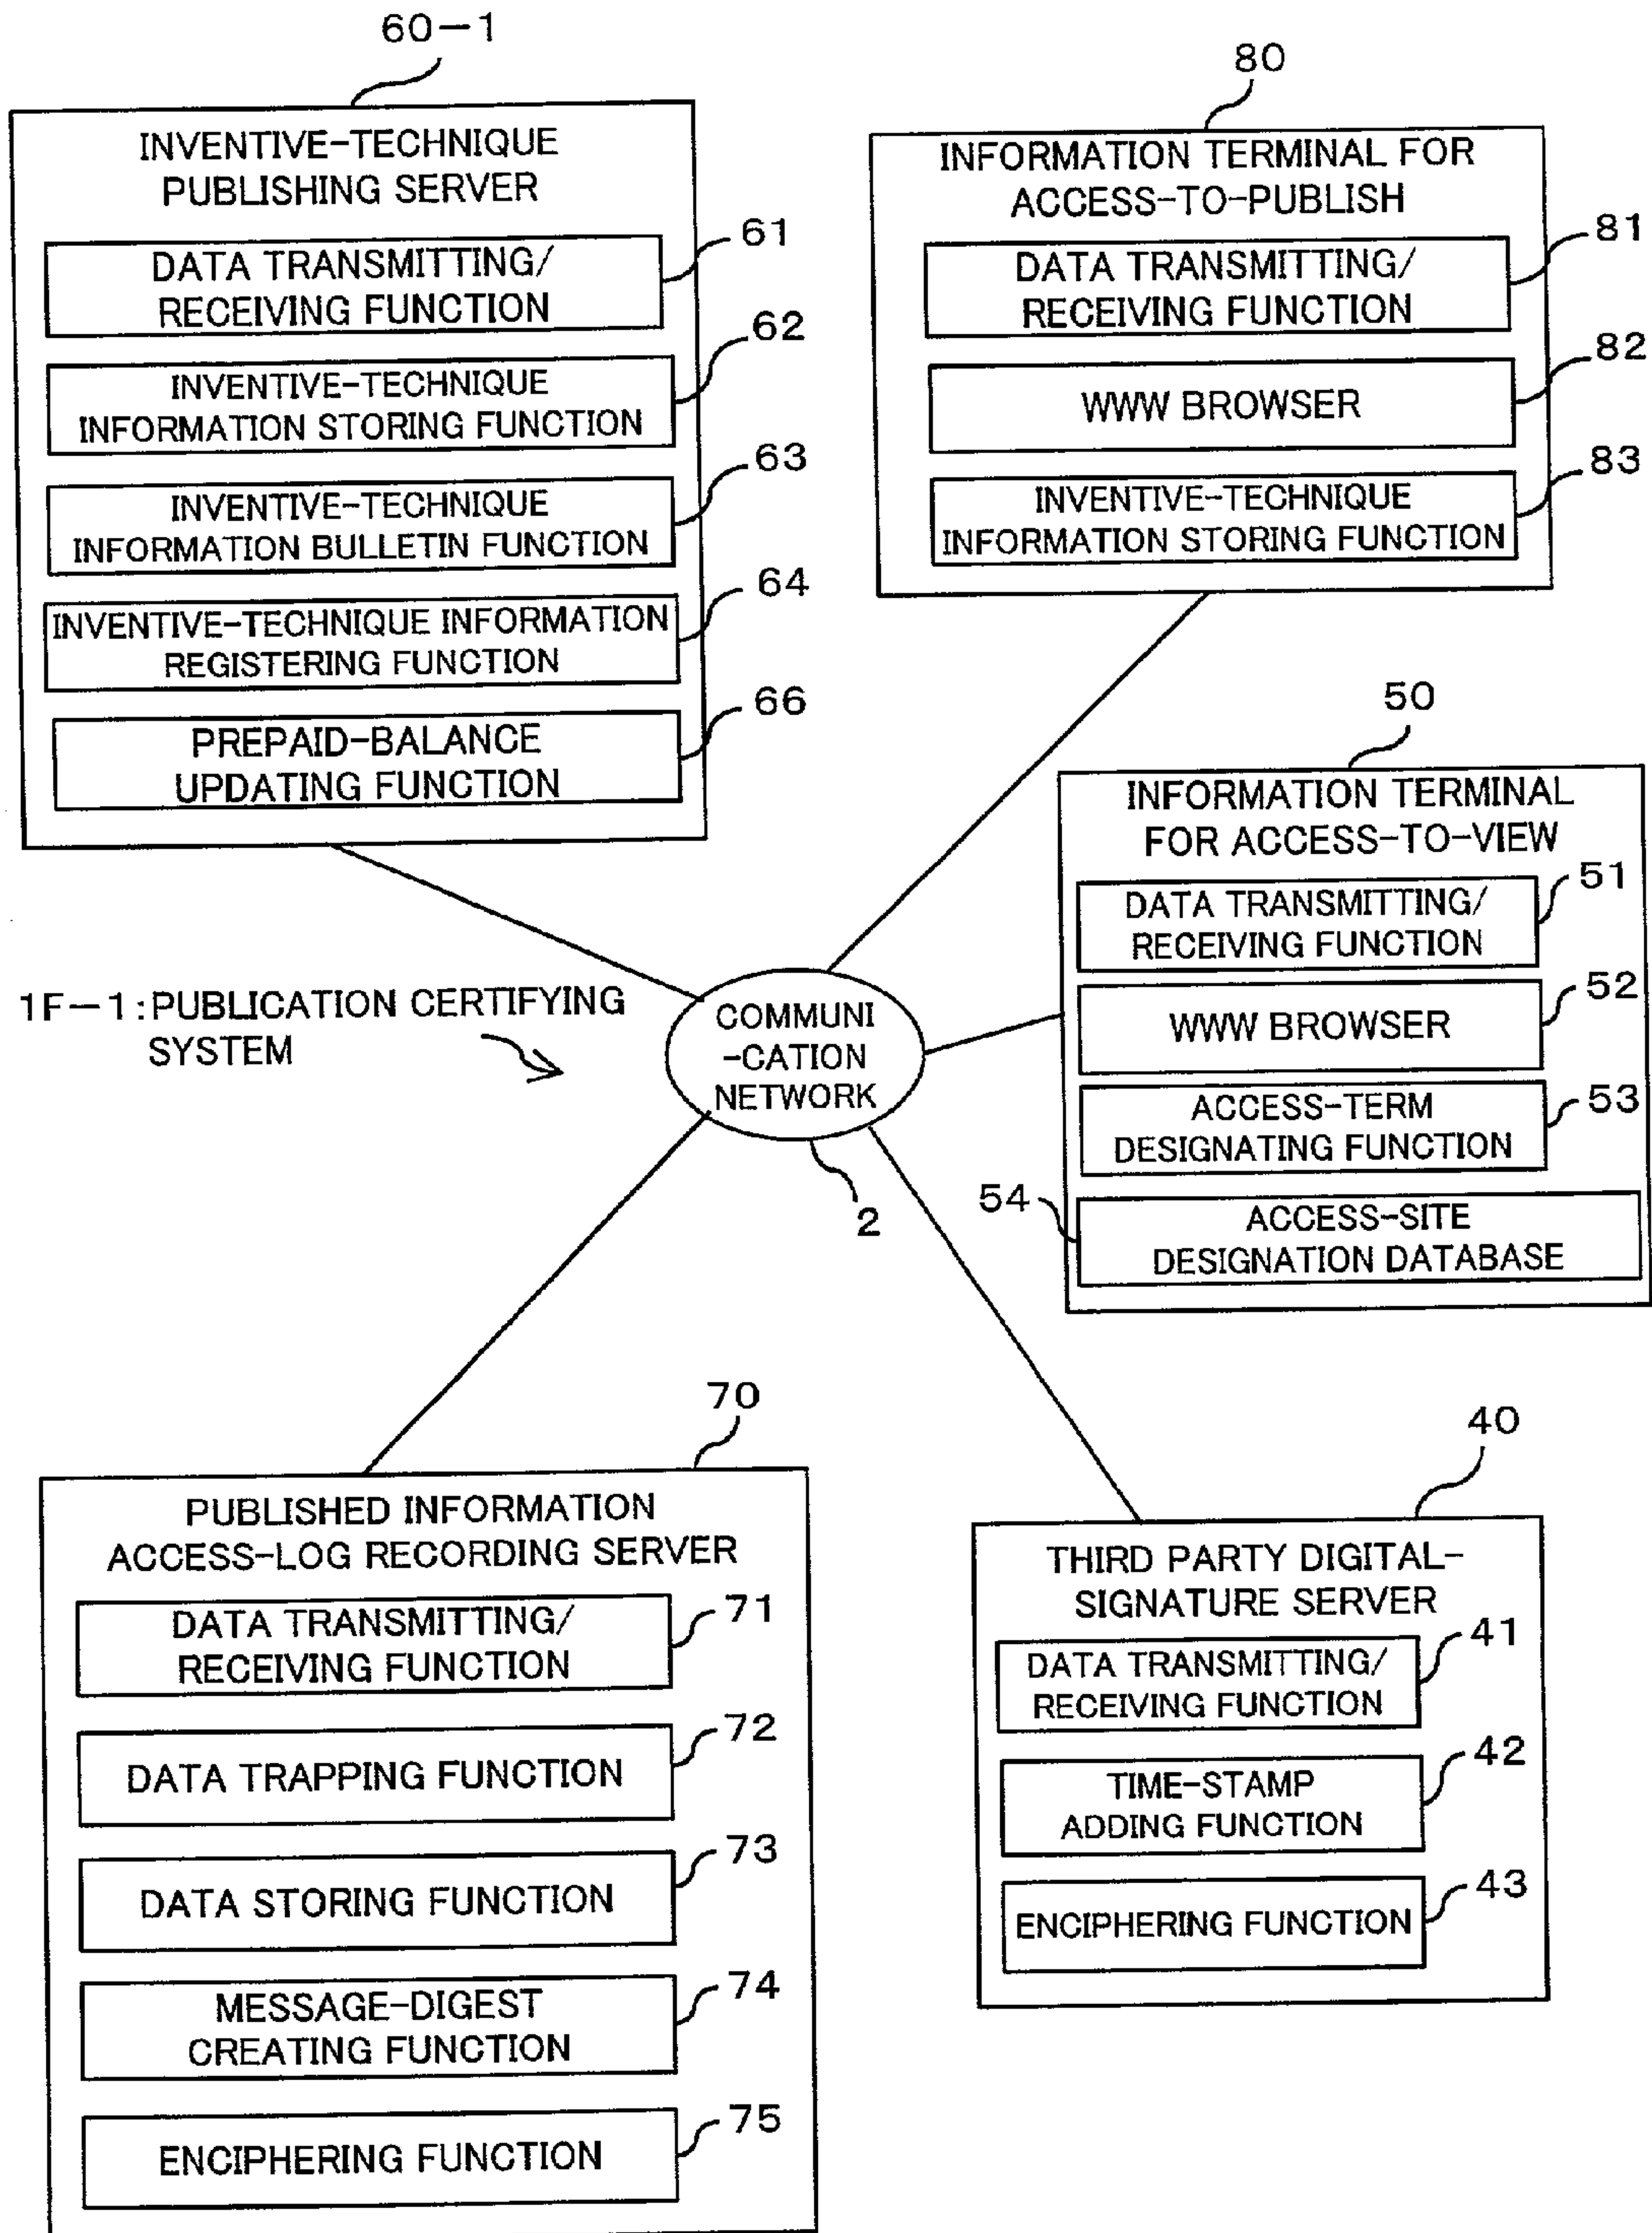 60-1
INVENTIVE-TECHNIQUE
PUBLISHING SERVER
DATA TRANSMITTING/
RECEIVING FUNCTION
61
INVENTIVE-TECHNIQUE
INFORMATION STORING FUNCTION
62
INVENTIVE-TECHNIQUE
INFORMATION BULLETIN FUNCTION
63
INVENTIVE-TECHNIQUE INFORMATION
REGISTERING FUNCTION
64
PREPAID-BALANCE
UPDATING FUNCTION
66
80
INFORMATION TERMINAL FOR
ACCESS-TO-PUBLISH
DATA TRANSMITTING/
RECEIVING FUNCTION
81
WWW BROWSER
82
INVENTIVE-TECHNIQUE
INFORMATION STORING FUNCTION
83
50
INFORMATION TERMINAL
FOR ACCESS-TO-VIEW
DATA TRANSMITTING/
RECEIVING FUNCTION
51
WWW BROWSER
52
ACCESS-TERM
DESIGNATING FUNCTION
53
54
ACCESS-SITE
DESIGNATION DATABASE
1F-1:PUBLICATION CERTIFYING
SYSTEM
COMMUNI
-CATION
NETWORK
2
70
PUBLISHED INFORMATION
ACCESS-LOG RECORDING SERVER
DATA TRANSMITTING/
RECEIVING FUNCTION
71
DATA TRAPPING FUNCTION
72
DATA STORING FUNCTION
73
MESSAGE-DIGEST
CREATING FUNCTION
74
ENCIPHERING FUNCTION
75
40
THIRD PARTY DIGITAL-
SIGNATURE SERVER
DATA TRANSMITTING/
RECEIVING FUNCTION
41
TIME-STAMP
ADDING FUNCTION
42
ENCIPHERING FUNCTION
43